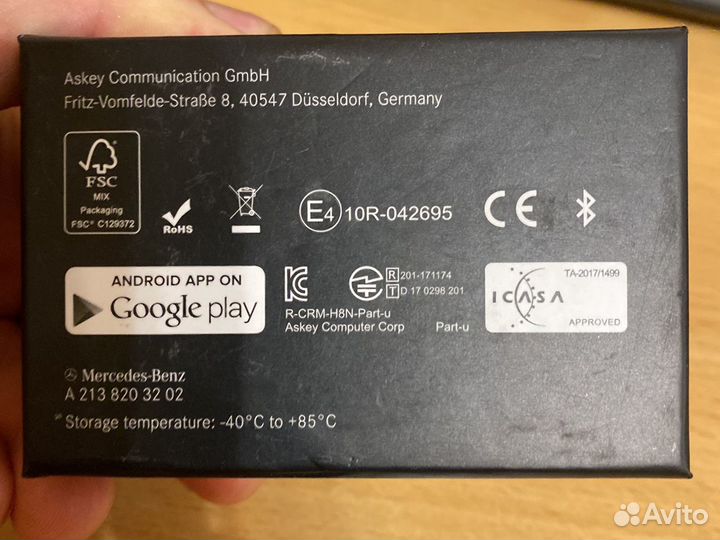 Askey Communication GmbH
Fritz-Vomfelde-Straße 8, 40547 Düsseldorf, Germany
FSC
MIX
Packaging
FSC® C129372
RoHS
E4 10R-042695
CE
ANDROID APP ON
Google play
R 201-171174
T D 17 0298 201
R-CRM-H8N-Part-u
Askey Computer Corp Part-u
TA-2017/1499
ICASA
APPROVED
Mercedes-Benz
A 213 820 32 02
Storage temperature: -40°C to +85°C
Avito